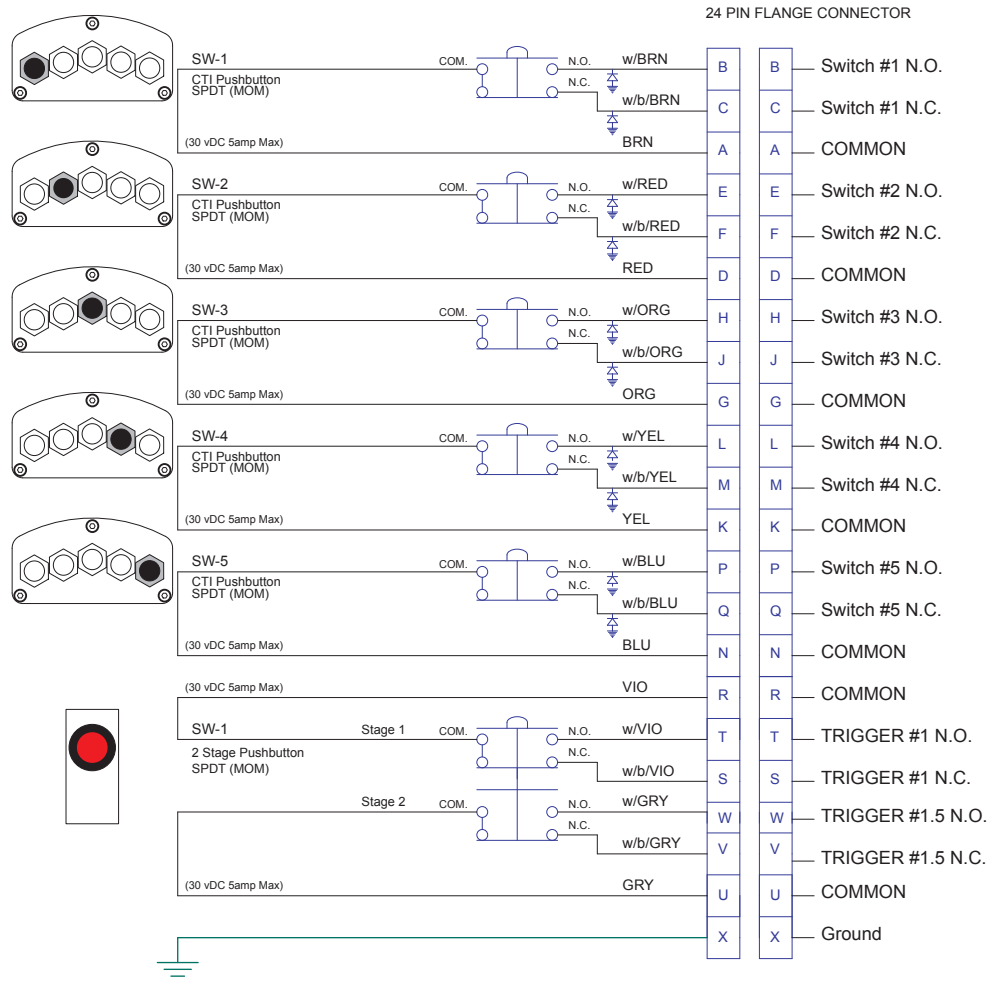 24 PIN FLANGE CONNECTOR
SW-1 COM. N.O. w/BRN B B Switch #1 N.O.
CTI Pushbutton
SPDT (MOM)
N.C. w/b/BRN C C Switch #1 N.C.
(30 vDC 5amp Max) BRN A A COMMON
SW-2 COM. N.O. w/RED E E Switch #2 N.O.
CTI Pushbutton
SPDT (MOM)
N.C. w/b/RED F F Switch #2 N.C.
(30 vDC 5amp Max) RED D D COMMON
SW-3 COM. N.O. w/ORG H H Switch #3 N.O.
CTI Pushbutton
SPDT (MOM)
N.C. w/b/ORG J J Switch #3 N.C.
(30 vDC 5amp Max) ORG G G COMMON
SW-4 COM. N.O. w/YEL L L Switch #4 N.O.
CTI Pushbutton
SPDT (MOM)
N.C. w/b/YEL M M Switch #4 N.C.
(30 vDC 5amp Max) YEL K K COMMON
SW-5 COM. N.O. w/BLU P P Switch #5 N.O.
CTI Pushbutton
SPDT (MOM)
N.C. w/b/BLU Q Q Switch #5 N.C.
(30 vDC 5amp Max) BLU N N COMMON
(30 vDC 5amp Max) VIO R R COMMON
SW-1 Stage 1 COM. N.O. w/VIO T T TRIGGER #1 N.O.
2 Stage Pushbutton
SPDT (MOM)
N.C. w/b/VIO S S TRIGGER #1 N.C.
Stage 2 COM. N.O. w/GRY W W TRIGGER #1.5 N.O.
N.C. w/b/GRY V V TRIGGER #1.5 N.C.
(30 vDC 5amp Max) GRY U U COMMON
X X Ground